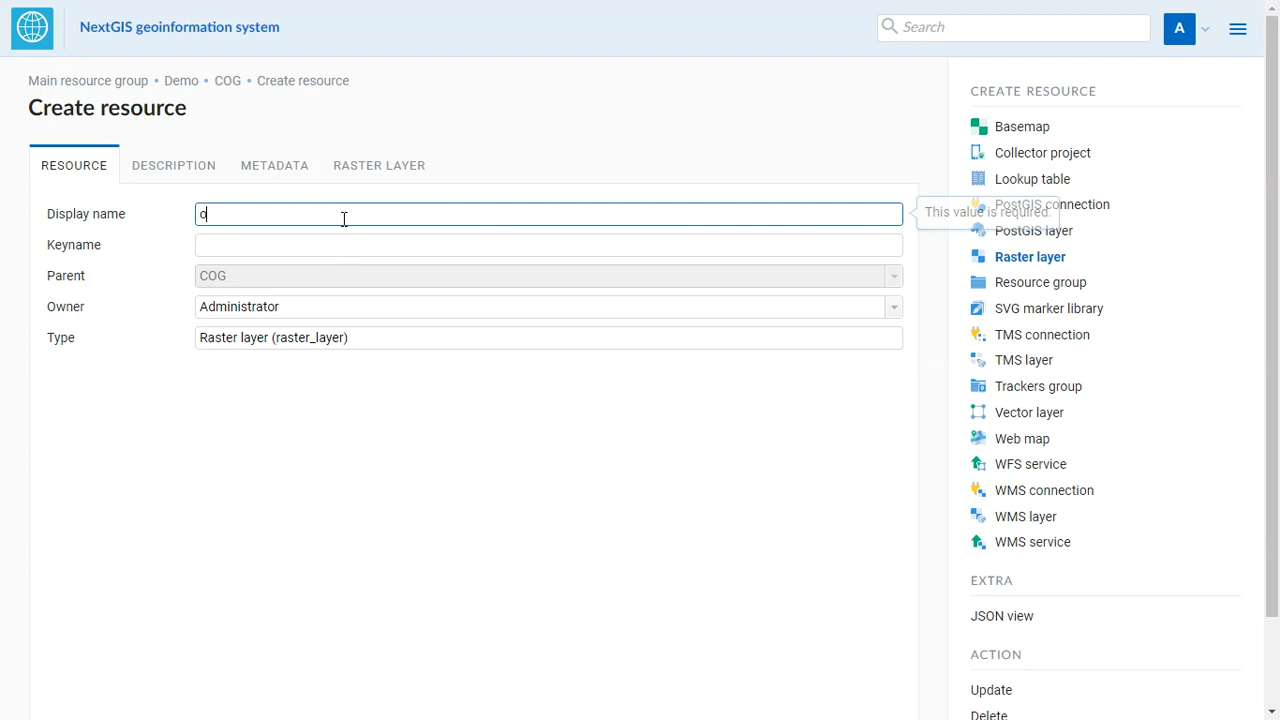 NextGIS geoinformation system
Search
A
Main resource group • Demo • COG • Create resource
Create resource
RESOURCE
DESCRIPTION
METADATA
RASTER LAYER
Display name
o
This value is required.
Keyname
Parent
COG
Owner
Administrator
Type
Raster layer (raster_layer)
CREATE RESOURCE
Basemap
Collector project
Lookup table
PostGIS connection
PostGIS layer
Raster layer
Resource group
SVG marker library
TMS connection
TMS layer
Trackers group
Vector layer
Web map
WFS service
WMS connection
WMS layer
WMS service
EXTRA
JSON view
ACTION
Update
Delete